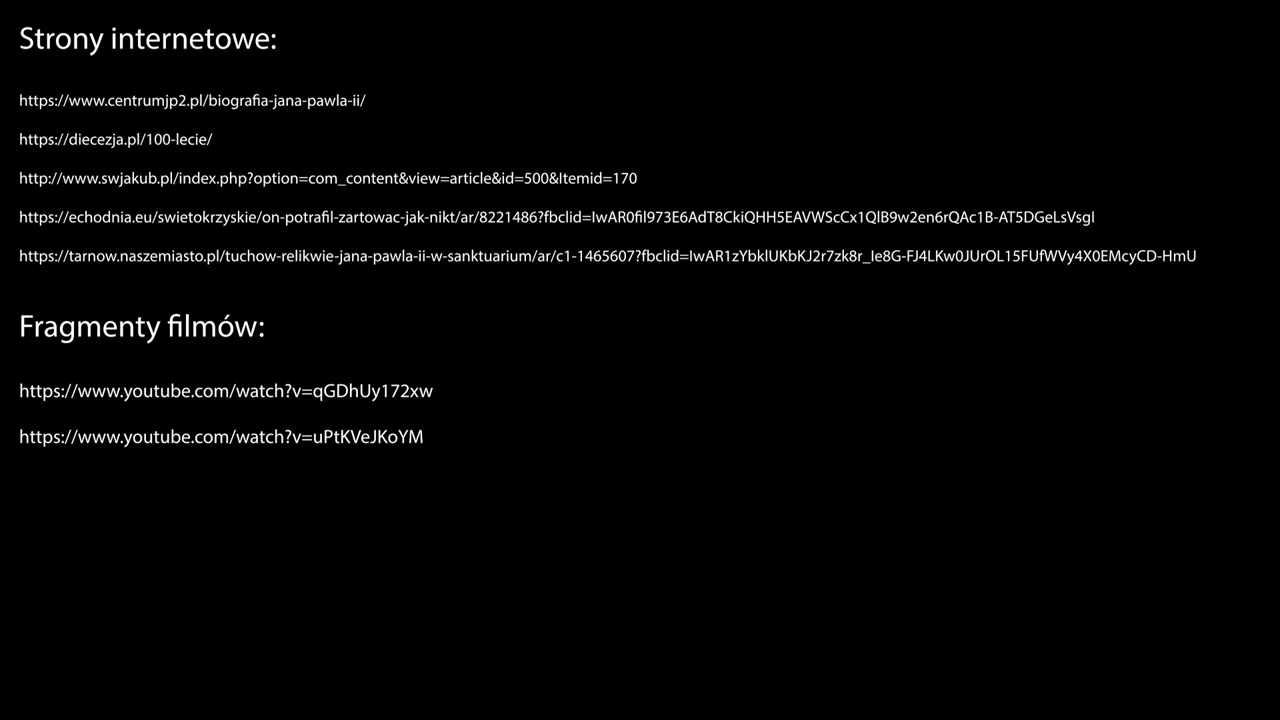 Strony internetowe:
https://www.centrumjp2.pl/biografia-jana-pawla-ii/
https://diecezja.pl/100-lecie/
http://www.swjakub.pl/index.php?option=com_content&view=article&id=500&Itemid=170
https://echodnia.eu/swietokrzyskie/on-potrafil-zartowac-jak-nikt/ar/8221486?fbclid=IwAR0fil973E6AdT8CkiQHH5EAVWScCx1QlB9w2en6rQAc1B-AT5DGeLsVsgI
https://tarnow.naszemiasto.pl/tuchow-relikwie-jana-pawla-ii-w-sanktuarium/ar/c1-1465607?fbclid=IwAR1zYbklUKbKJ2r7zk8r_Ie8G-FJ4LKw0JUrOL15FUfWVy4X0EMcyCD-HmU
Fragmenty filmów:
https://www.youtube.com/watch?v=qGDhUy172xw
https://www.youtube.com/watch?v=uPtKVeJKoYM